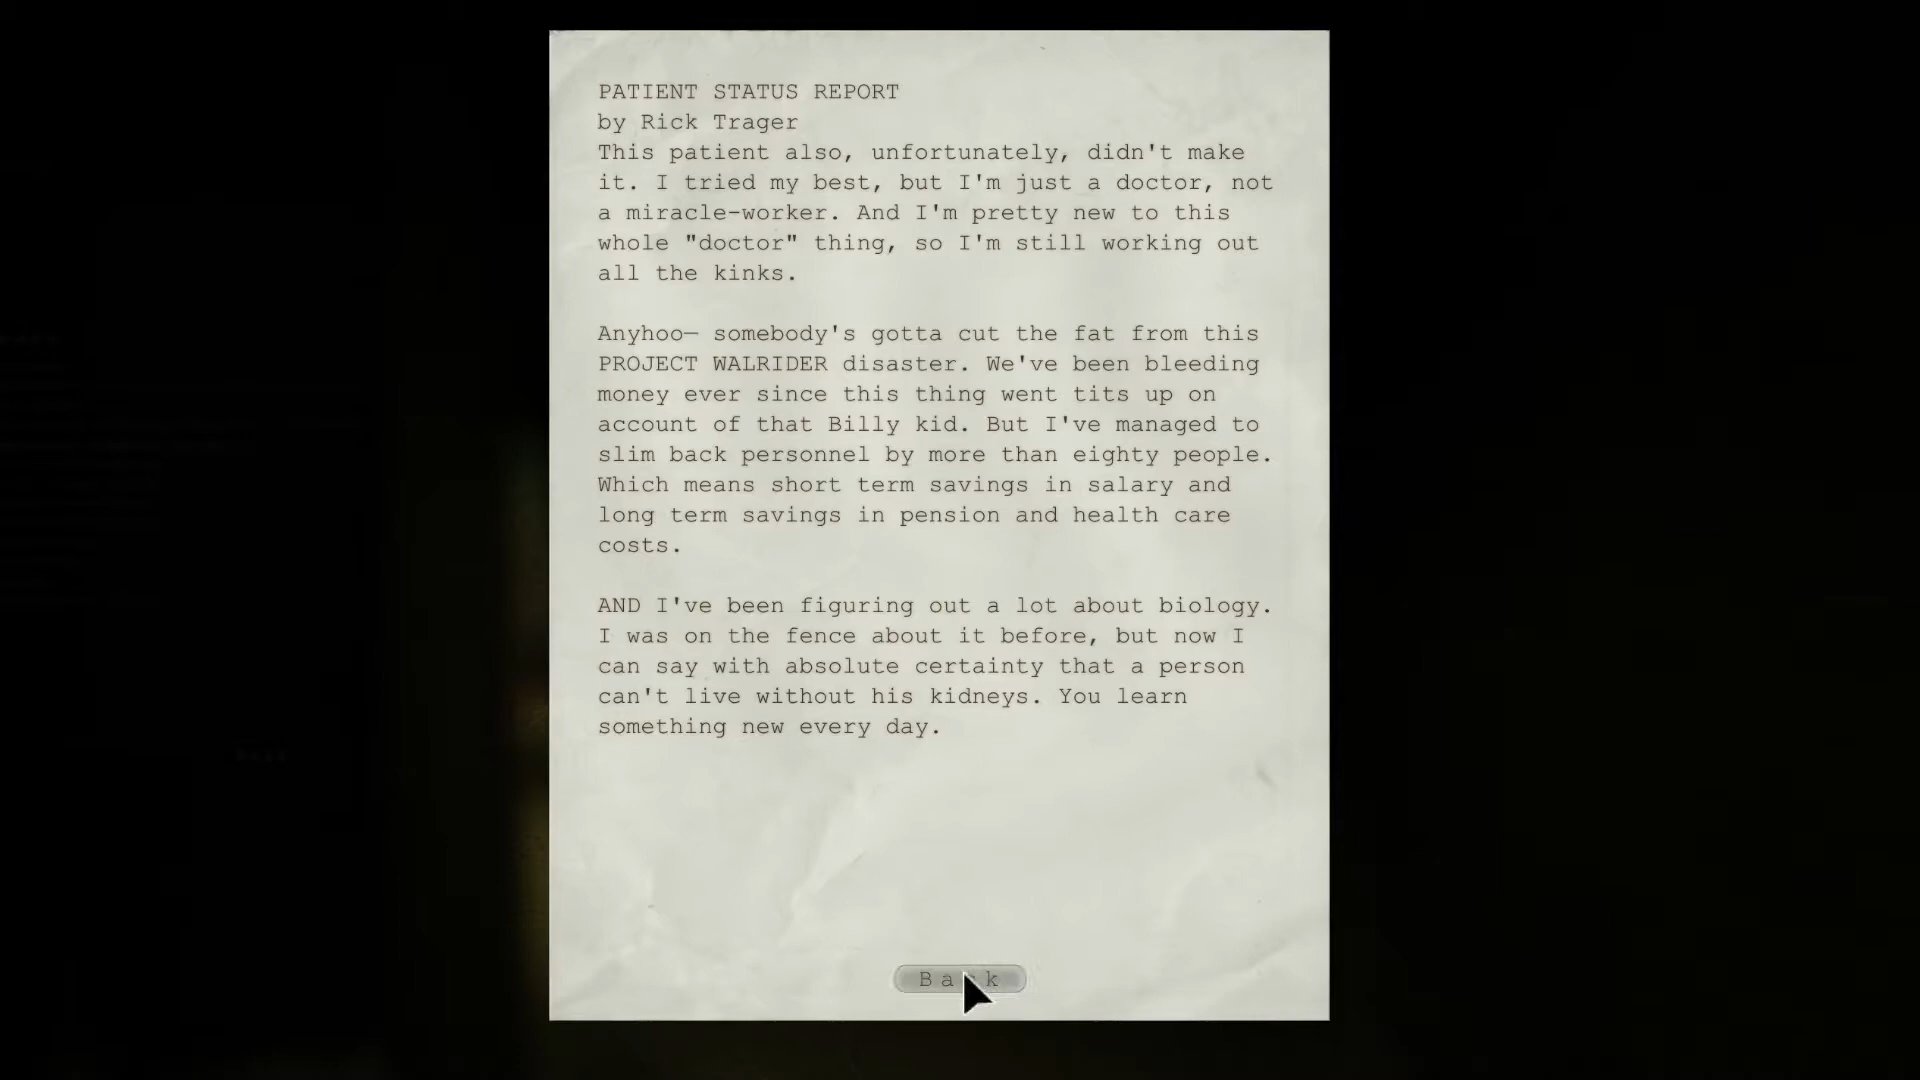 PATIENT STATUS REPORT
by Rick Trager
This patient also, unfortunately, didn't make
it. I tried my best, but I'm just a doctor, not
a miracle-worker. And I'm pretty new to this
whole "doctor" thing, so I'm still working out
all the kinks.
Anyhoo— somebody's gotta cut the fat from this
PROJECT WALRIDER disaster. We've been bleeding
money ever since this thing went tits up on
account of that Billy kid. But I've managed to
slim back personnel by more than eighty people.
Which means short term savings in salary and
long term savings in pension and health care
costs.
AND I've been figuring out a lot about biology.
I was on the fence about it before, but now I
can say with absolute certainty that a person
can't live without his kidneys. You learn
something new every day.
Back